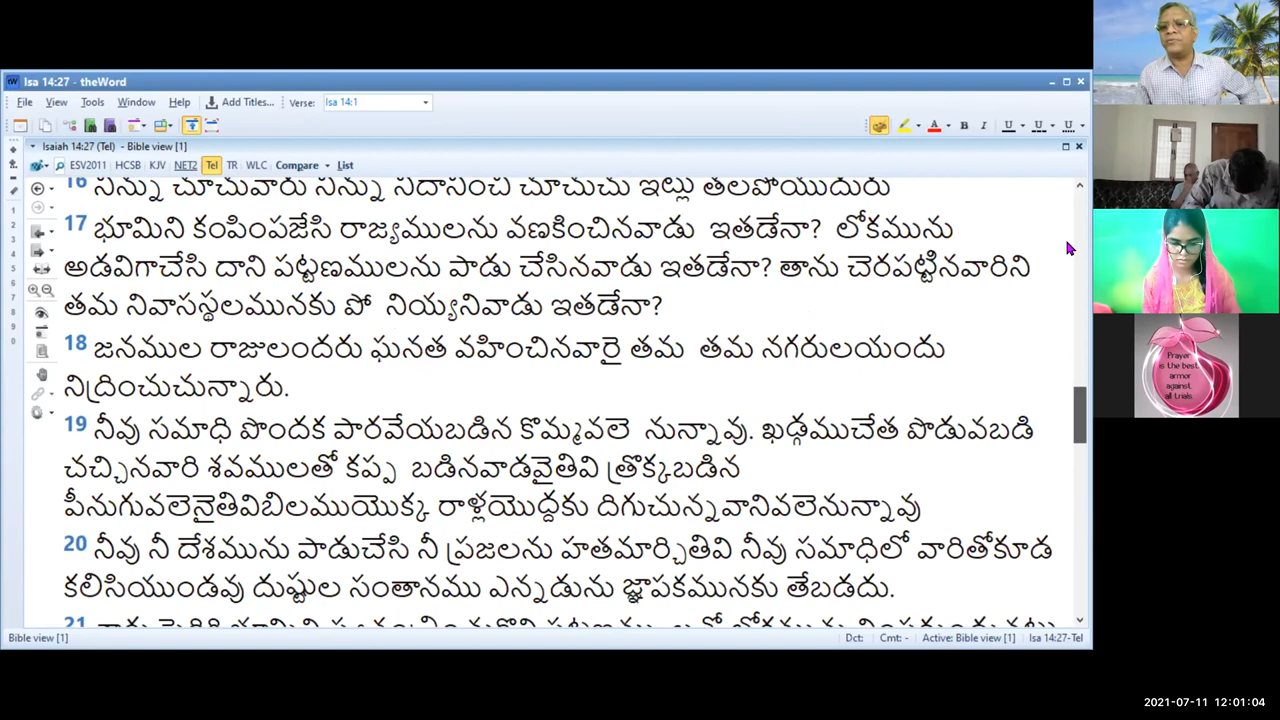 Isa 14:27 - theWord
File View Tools Window Help Add Titles... Verse: Isa 14:1
Isaiah 14:27 (Tel) - Bible view [1]
ESV2011 HCSB KJV NET2 Tel TR WLC Compare List
16 నిన్ను చూచువారు నిన్ను నిదానించి చూచుచు ఇట్లు తలపోయుదురు
17 భూమిని కంపింపజేసి రాజ్యములను వణకించినవాడు ఇతడేనా? లోకమును
అడవిగాచేసి దాని పట్టణములను పాడు చేసినవాడు ఇతడేనా? తాను చెరపట్టినవారిని
తమ నివాసస్థలమునకు పో నియ్యనివాడు ఇతడేనా?
18 జనముల రాజులందరు ఘనత వహించినవారై తమ తమ నగరులయందు
నిద్రించుచున్నారు.
19 నీవు సమాధి పొందక పారవేయబడిన కొమ్మవలె నున్నావు. ఖడ్గముచేత పొడువబడి
చచ్చినవారి శవములతో కప్ప బడినవాడవైతివి త్రొక్కబడిన
పీనుగువలెనైతివిబిలముయొక్క రాళ్లయొద్దకు దిగుచున్నవానివలెనున్నావు
20 నీవు నీ దేశమును పాడుచేసి నీ ప్రజలను హతమార్చితివి నీవు సమాధిలో వారితోకూడ
కలిసియుండవు దుష్టుల సంతానము ఎన్నడును జ్ఞాపకమునకు తేబడదు.
21
Bible view [1] Dct: Cmt: - Active: Bible view [1] Isa 14:27-Tel
Prayer
is the best
armor
against
all trials.
2021-07-11 12:01:04